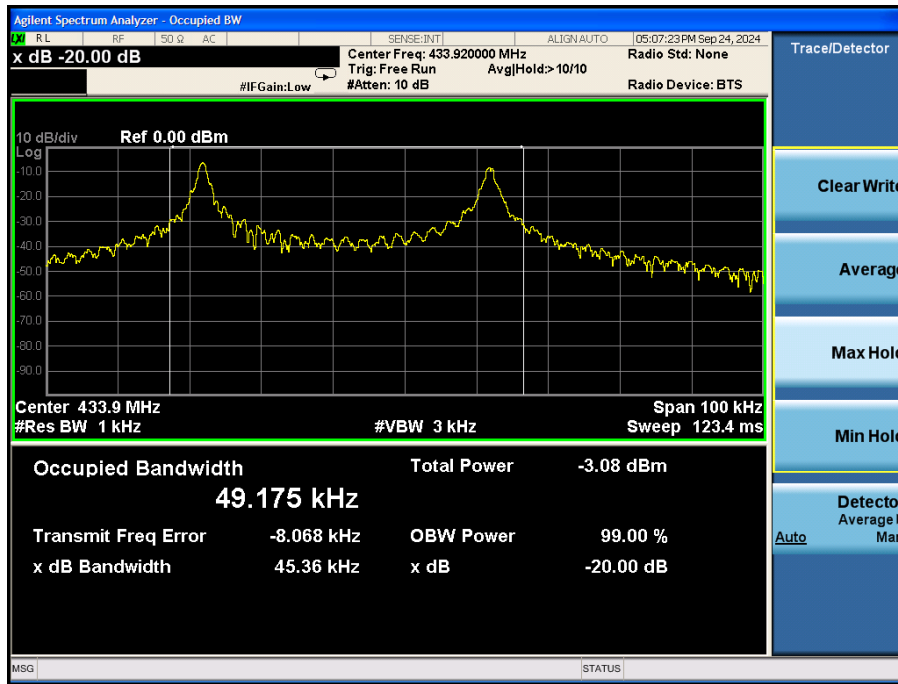 Agilent Spectrum Analyzer - Occupied BW
LXI RL RF 50 Ω AC SENSE:INT ALIGN AUTO 05:07:23 PM Sep 24, 2024
x dB -20.00 dB
Center Freq: 433.920000 MHz
Radio Std: None
Trig: Free Run Avg|Hold:>10/10
#IFGain:Low #Atten: 10 dB Radio Device: BTS
Trace/Detector
10 dB/div Ref 0.00 dBm
Log
-10.0
-20.0
-30.0
-40.0
-50.0
-60.0
-70.0
-80.0
-90.0
Clear Write
Average
Max Hold
Min Hold
Center 433.9 MHz Span 100 kHz
#Res BW 1 kHz #VBW 3 kHz Sweep 123.4 ms
Occupied Bandwidth Total Power -3.08 dBm
49.175 kHz
Transmit Freq Error -8.068 kHz OBW Power 99.00 %
x dB Bandwidth 45.36 kHz x dB -20.00 dB
Detecto
Average
Auto Ma
MSG STATUS